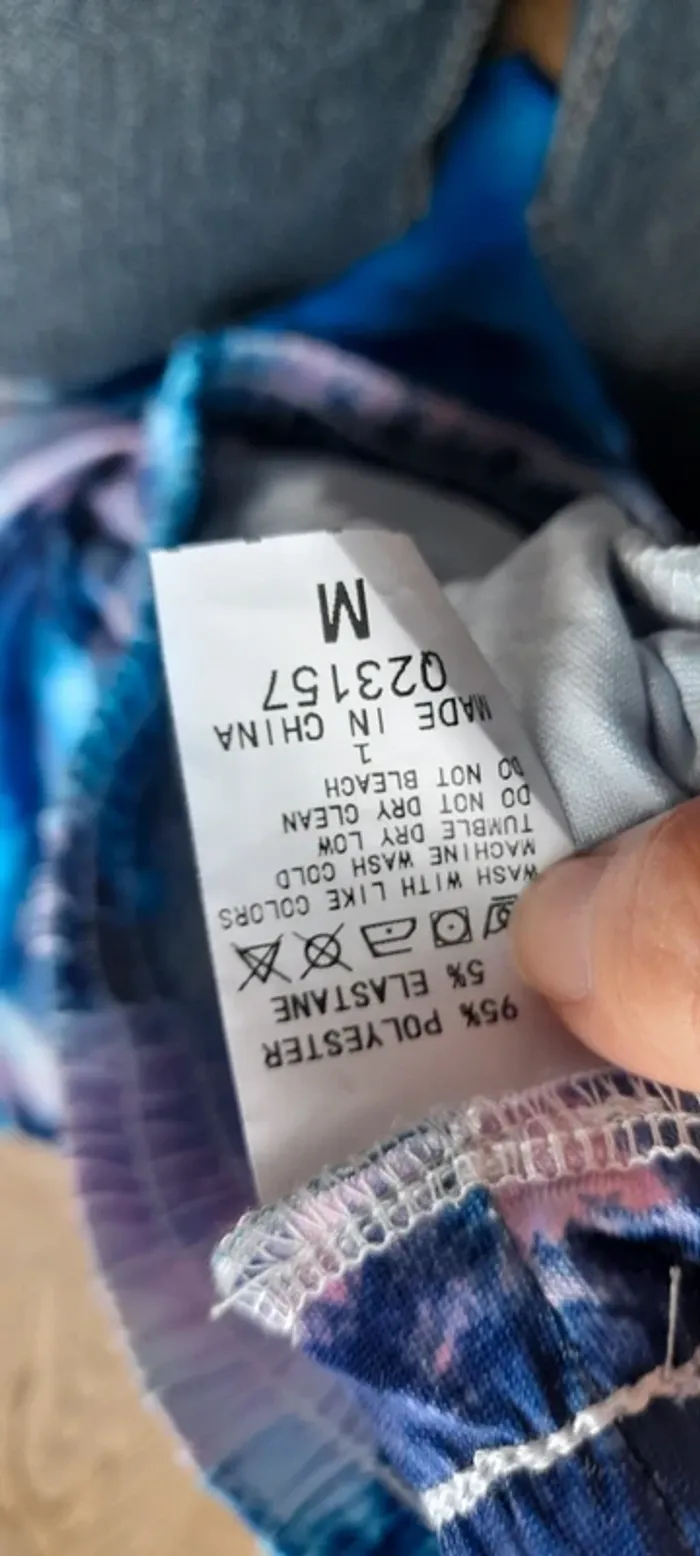 95% POLYESTER
5% ELASTANE
WASH WITH LIKE COLORS
MACHINE WASH COLD
TUMBLE DRY LOW
DO NOT DRY CLEAN
DO NOT BLEACH
1
MADE IN CHINA
Q23157
M